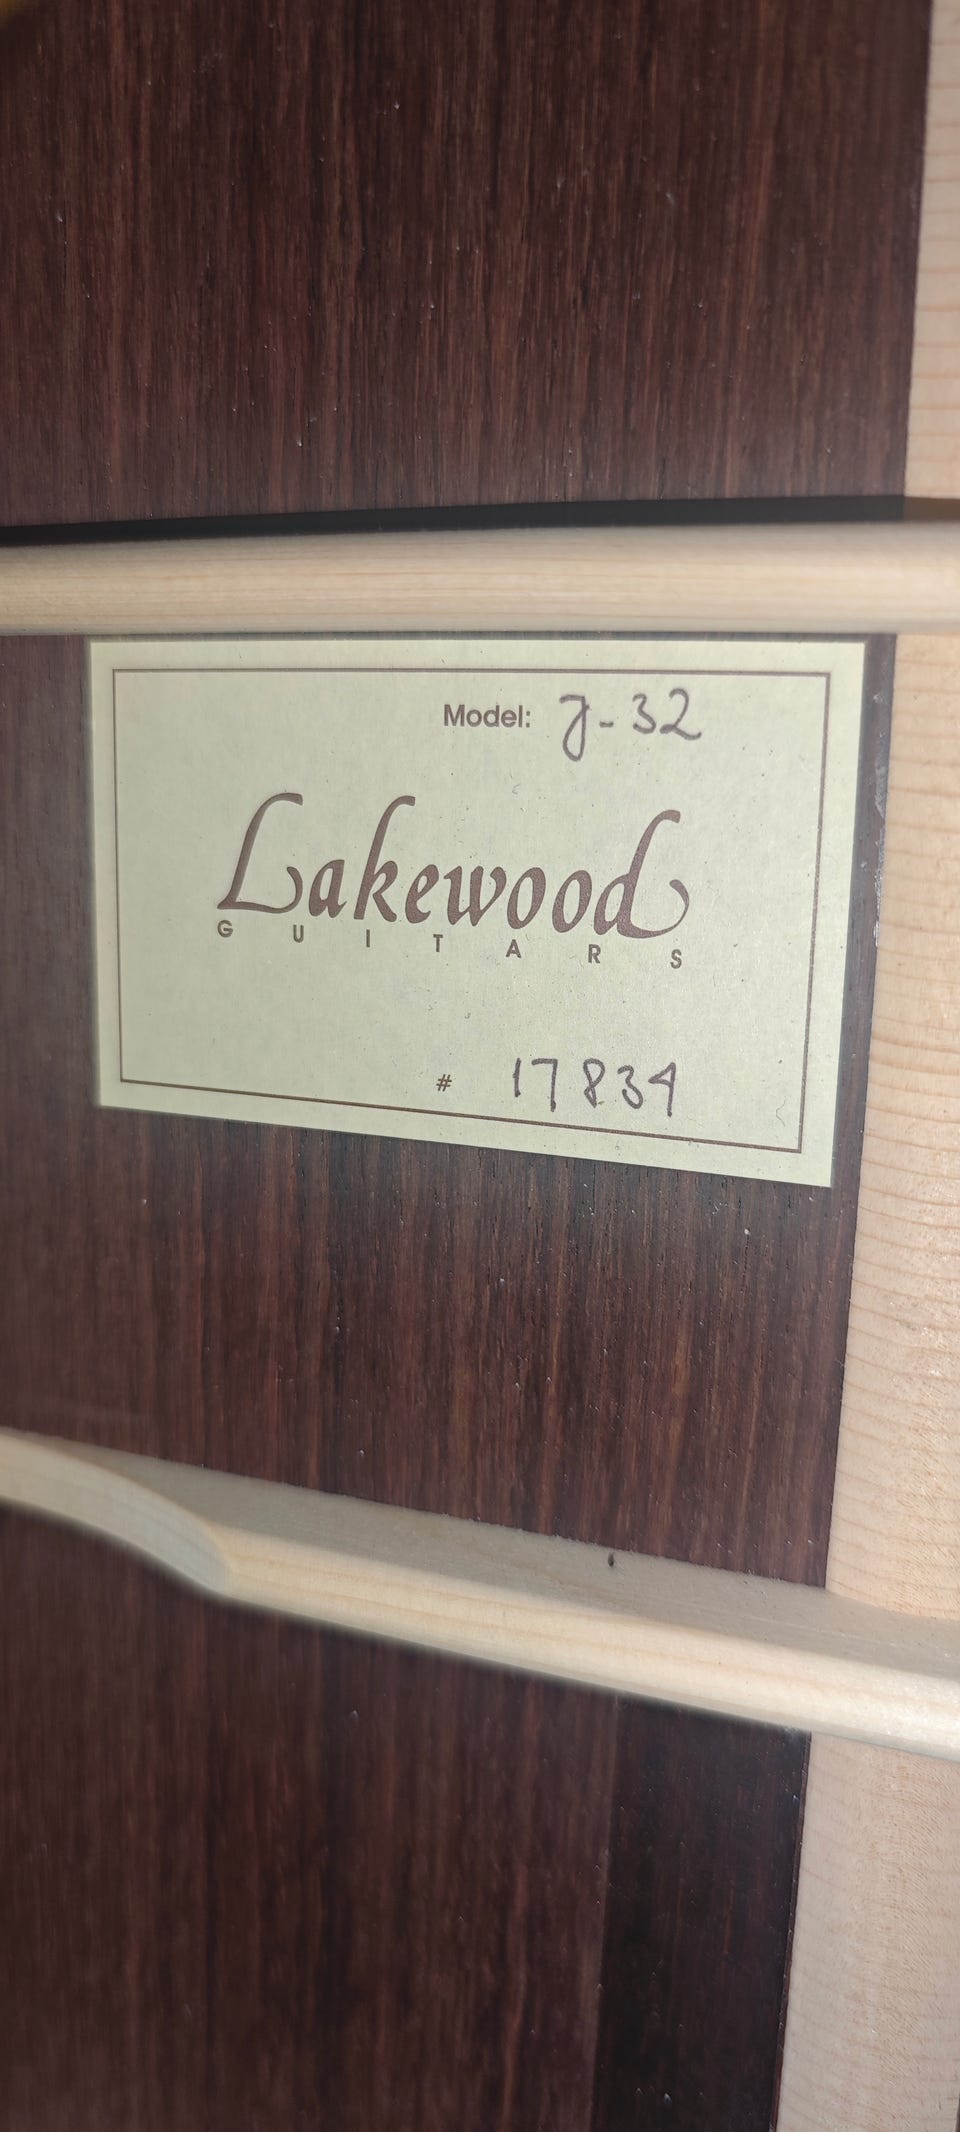 Model: J-32
Lakewood
GUITARS
# 17834